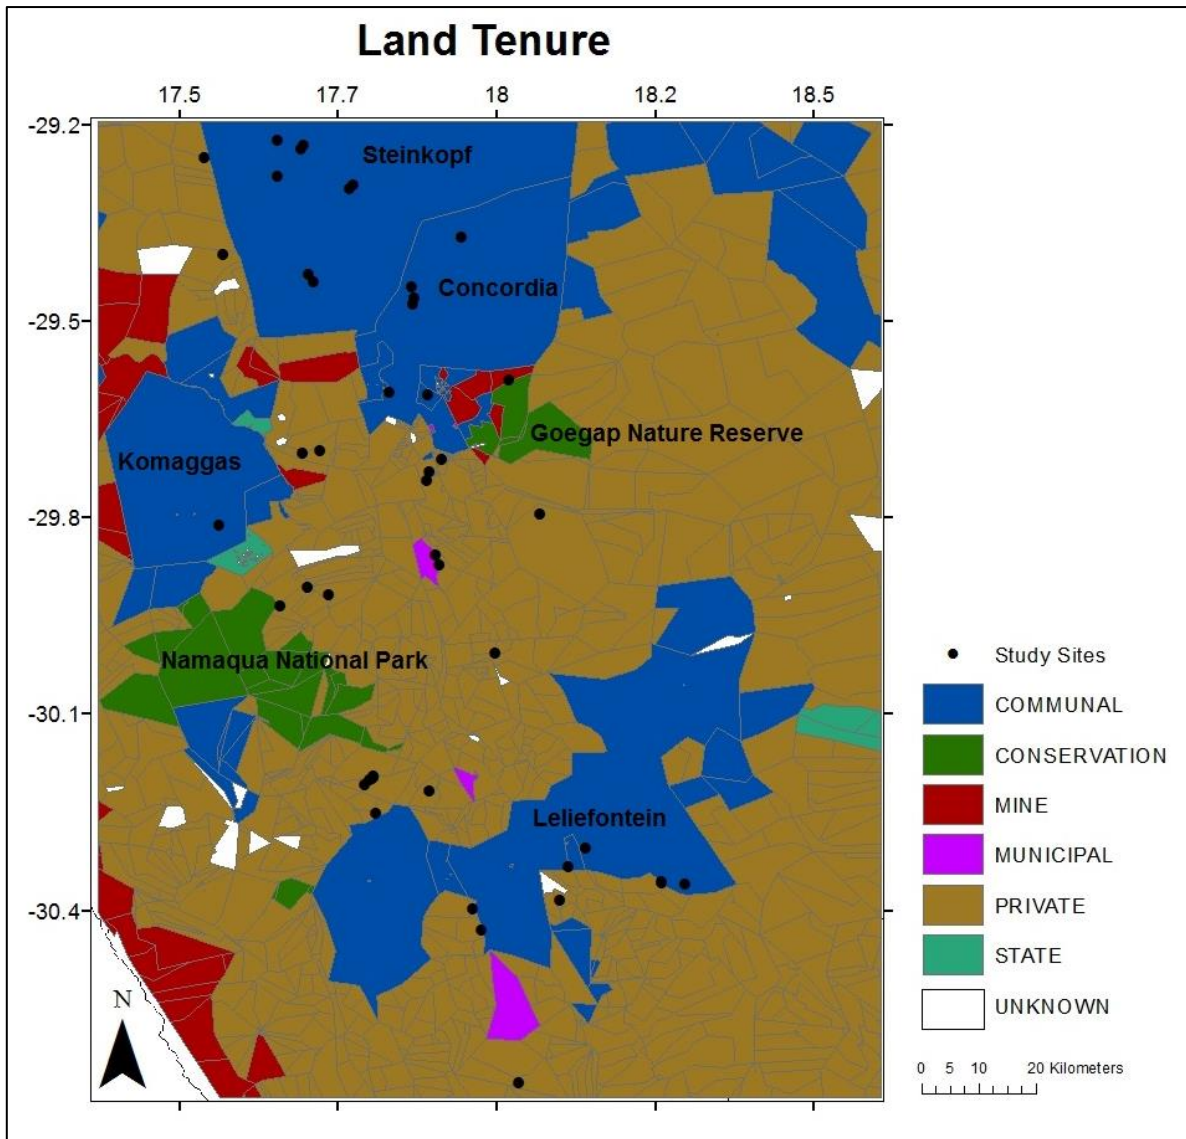 Land Tenure
17.5 17.7 18 18.2 18.5
-29.2
Steinkopf
Concordia
-29.5
Goegap Nature Reserve
Komaggas
-29.8
Namaqua National Park
-30.1
Leliefontein
-30.4
N
Study Sites
COMMUNAL
CONSERVATION
MINE
MUNICIPAL
PRIVATE
STATE
UNKNOWN
0 5 10 20 Kilometers